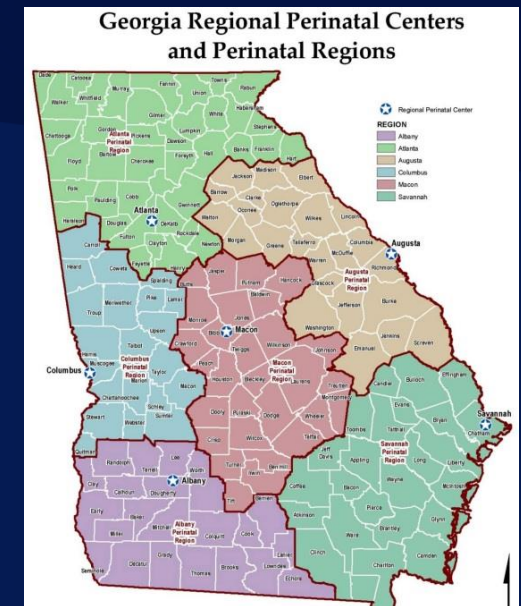 Georgia Regional Perinatal Centers
and Perinatal Regions
Regional Perinatal Center
REGION
Albany
Atlanta
Augusta
Columbus
Macon
Savannah
Dade
Catoosa
Murray
Fannin
Towns
Rabun
Walker
Whitfield
Union
Habersham
Gilmer
White
Lumpkin
Stephens
Chattooga
Gordon
Pickens
Dawson
Banks
Franklin
Hart
Atlanta
Perinatal
Region
Floyd
Bartow
Cherokee
Forsyth
Hall
Polk
Paulding
Cobb
Gwinnett
Haralson
Douglas
Atlanta
DeKalb
Fulton
Rockdale
Newton
Clayton
Fayette
Henry
Jackson
Madison
Elbert
Barrow
Clarke
Oconee
Oglethorpe
Wilkes
Lincoln
Walton
Morgan
Greene
Taliaferro
Columbia
McDuffie
Warren
Augusta
Richmond
Augusta
Perinatal
Region
Jefferson
Burke
Washington
Emanuel
Jenkins
Screven
Carroll
Heard
Coweta
Spalding
Butts
Meriwether
Pike
Lamar
Troup
Upson
Talbot
Harris
Muscogee
Columbus
Columbus
Perinatal
Region
Taylor
Marion
Macon
Chattahoochee
Schley
Sumter
Stewart
Webster
Quitman
Jasper
Putnam
Hancock
Baldwin
Monroe
Jones
Bibb
Macon
Crawford
Twiggs
Wilkinson
Johnson
Peach
Houston
Bleckley
Laurens
Macon
Perinatal
Region
Treutlen
Montgomery
Dooly
Pulaski
Dodge
Wheeler
Crisp
Wilcox
Telfair
Turner
Ben Hill
Irwin
Tift
Berrien
Candler
Bulloch
Effingham
Evans
Bryan
Savannah
Chatham
Toombs
Tattnall
Savannah
Perinatal
Region
Jeff
Davis
Appling
Long
Liberty
Coffee
Bacon
Wayne
McIntosh
Pierce
Atkinson
Ware
Brantley
Glynn
Clinch
Charlton
Camden
Randolph
Terrell
Lee
Worth
Clay
Calhoun
Dougherty
Albany
Early
Baker
Mitchell
Albany
Perinatal
Region
Colquitt
Cook
Miller
Seminole
Decatur
Grady
Thomas
Brooks
Lowndes
Lanier
Echols